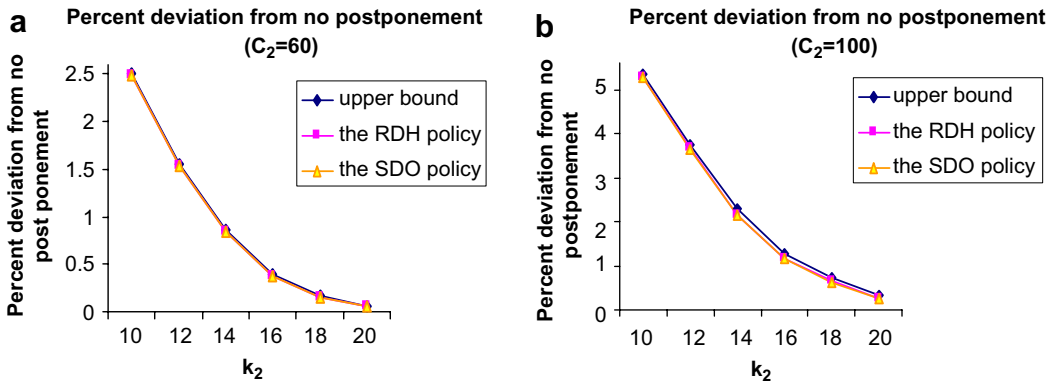 a
Percent deviation from no postponement
(C2=60)
Percent deviation from no
post ponement
2.5
2
1.5
1
0.5
0
10 12 14 16 18 20
k2
upper bound
the RDH policy
the SDO policy
b
Percent deviation from no postponement
(C2=100)
Percent deviation from no
postponement
5
4
3
2
1
0
10 12 14 16 18 20
k2
upper bound
the RDH policy
the SDO policy